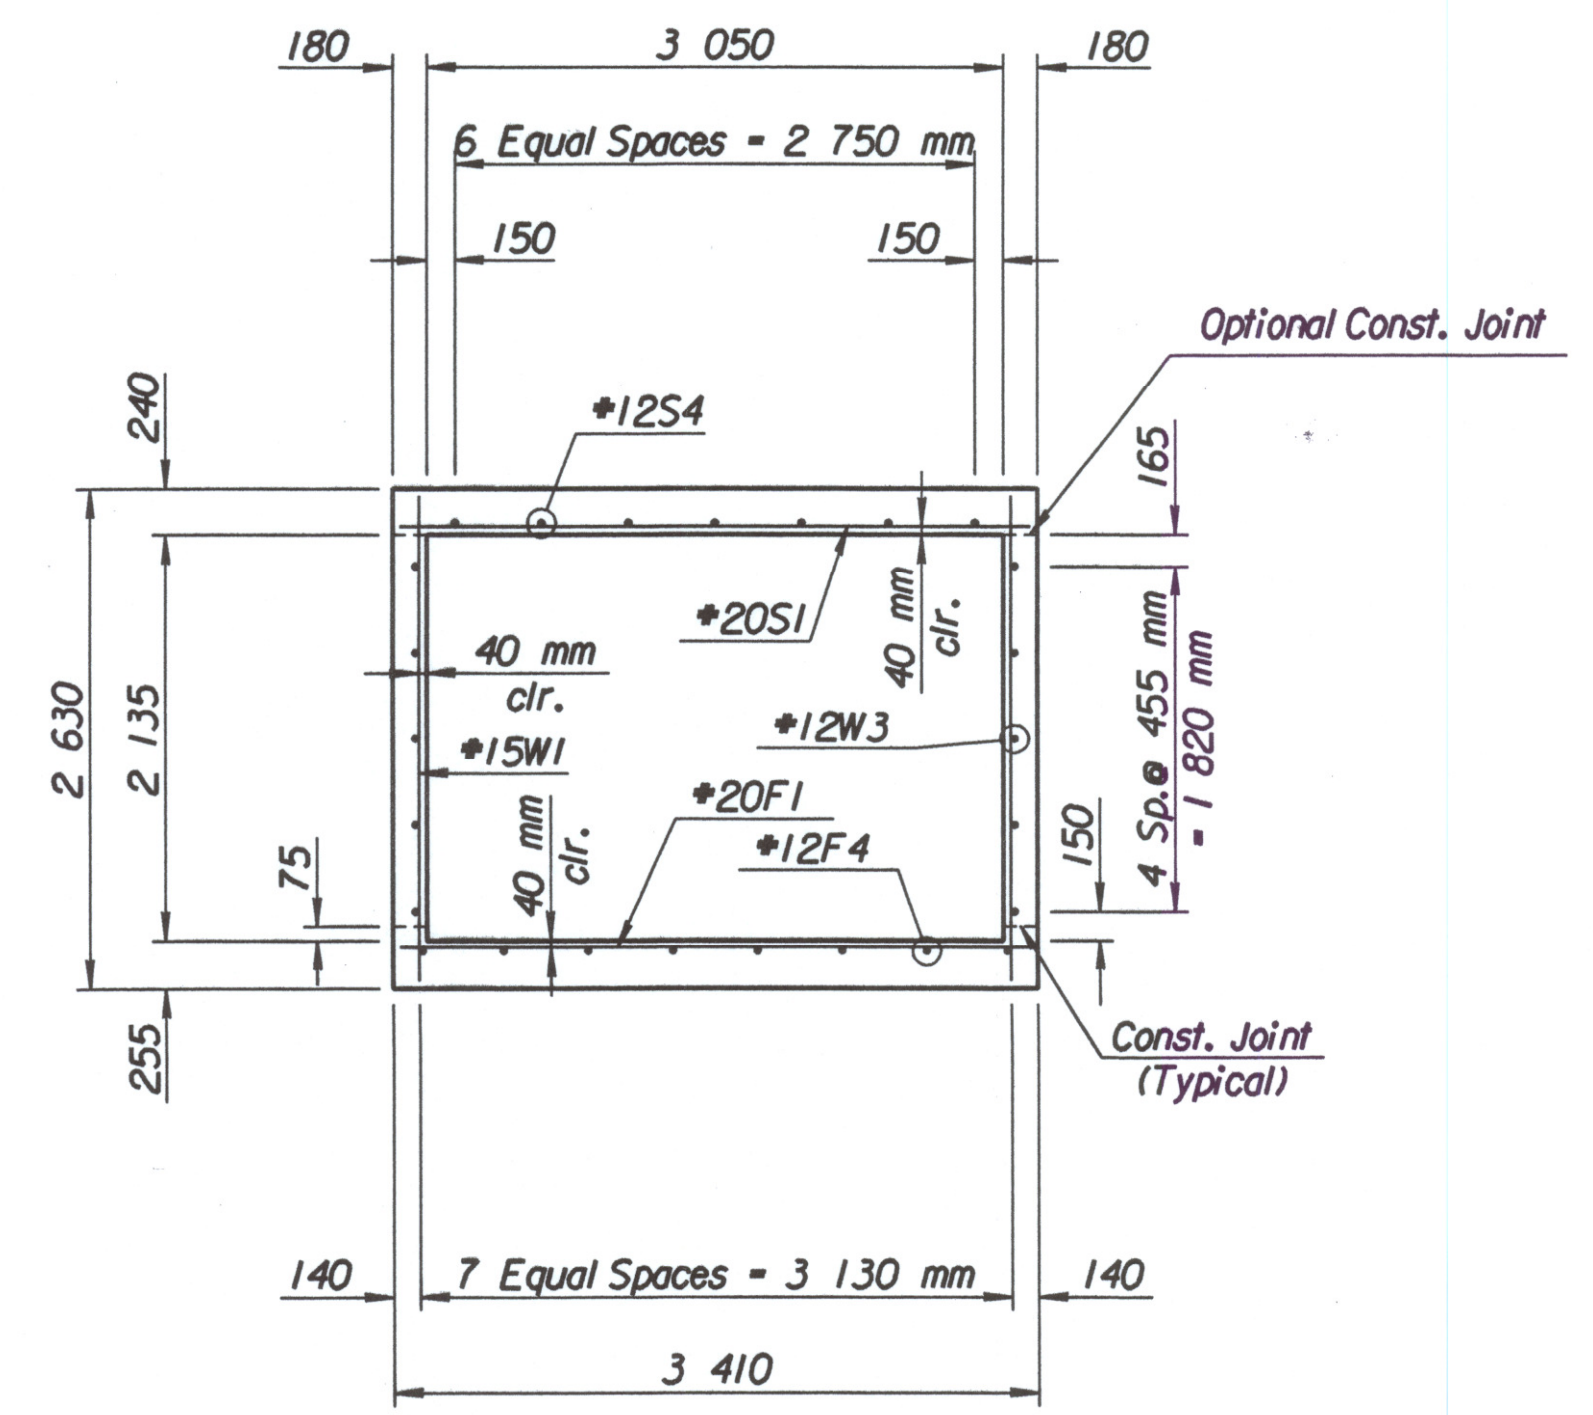 180
3 050
180
6 Equal Spaces = 2 750 mm
150
150
Optional Const. Joint
240
#12S4
165
#20S1
40 mm
clr.
40 mm
clr.
2 630
2 135
#12W3
#15W1
4 Sp.@ 455 mm
= 1 820 mm
#20F1
40 mm
clr.
#12F4
150
75
Const. Joint
(Typical)
255
140
7 Equal Spaces = 3 130 mm
140
3 410